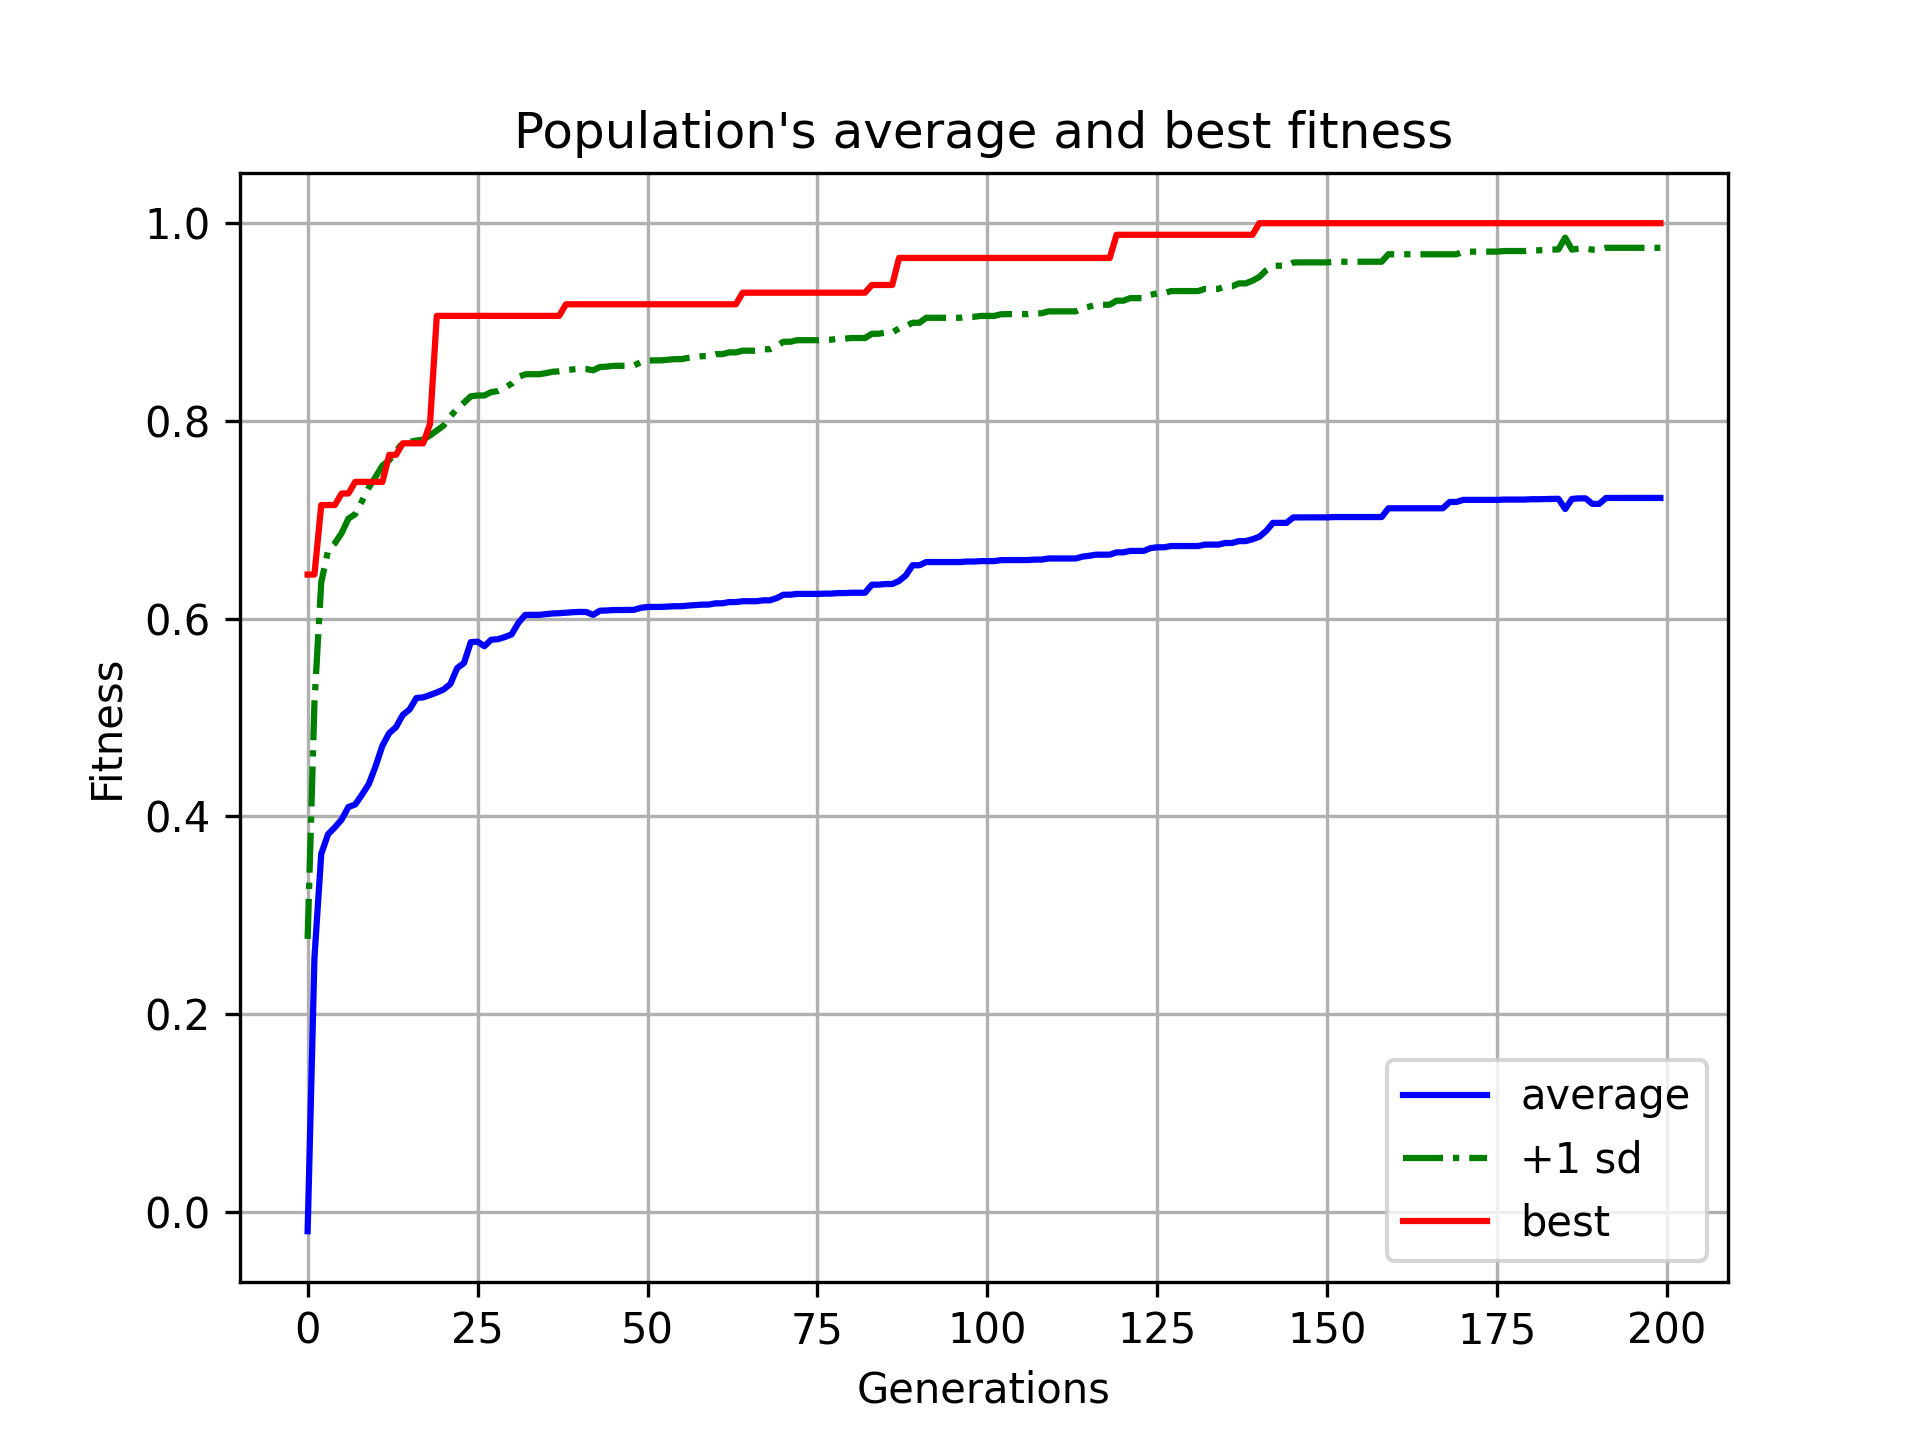 Population's average and best fitness
1.0
0.8
0.6
0.4
0.2
0.0
Fitness
average
+1 sd
best
0 25 50 75 100 125 150 175 200
Generations